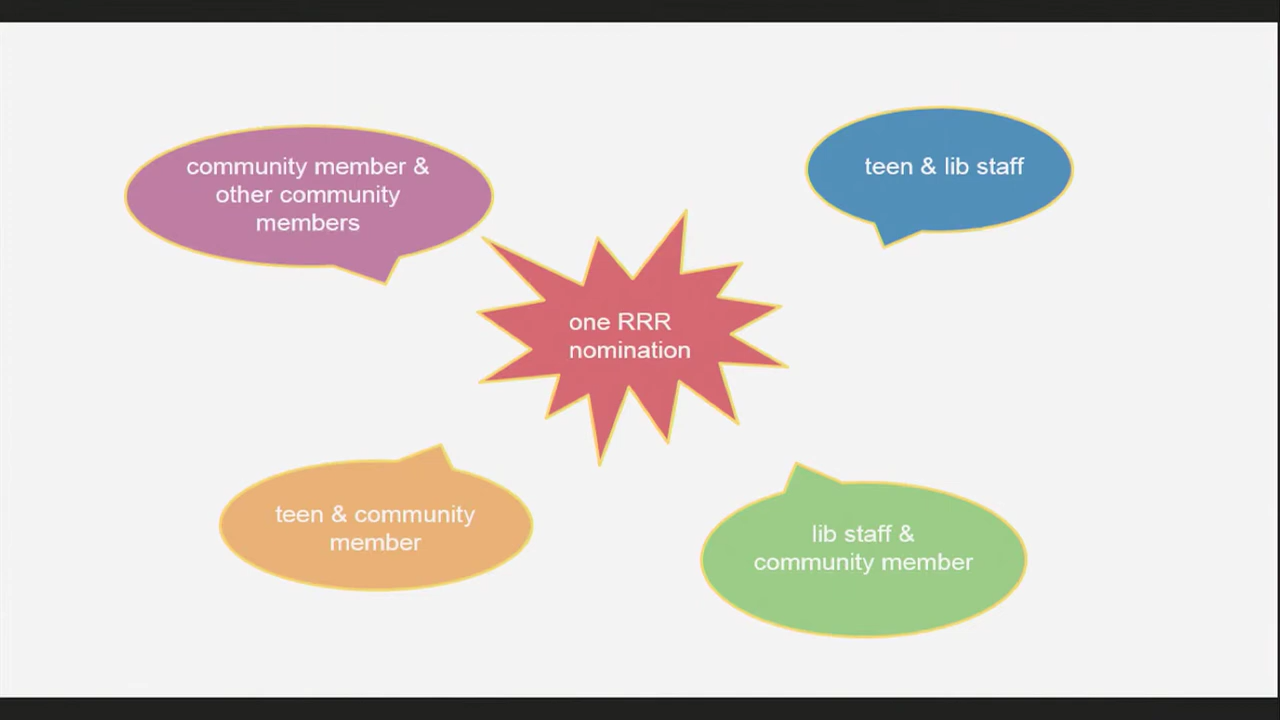 community member &
other community
members
teen & lib staff
one RRR
nomination
teen & community
member
lib staff &
community member